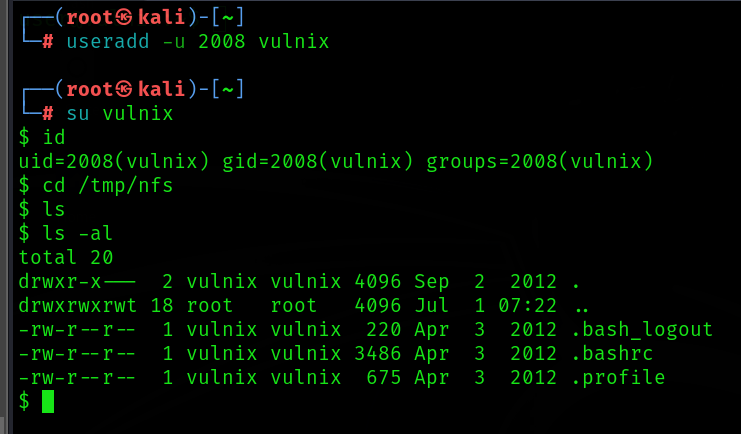 ┌──(root㉿kali)-[~]
└─# useradd -u 2008 vulnix
┌──(root㉿kali)-[~]
└─# su vulnix
$ id
uid=2008(vulnix) gid=2008(vulnix) groups=2008(vulnix)
$ cd /tmp/nfs
$ ls
$ ls -al
total 20
drwxr-x--- 2 vulnix vulnix 4096 Sep 2 2012 .
drwxrwxrwt 18 root root 4096 Jul 1 07:22 ..
-rw-r--r-- 1 vulnix vulnix 220 Apr 3 2012 .bash_logout
-rw-r--r-- 1 vulnix vulnix 3486 Apr 3 2012 .bashrc
-rw-r--r-- 1 vulnix vulnix 675 Apr 3 2012 .profile
$